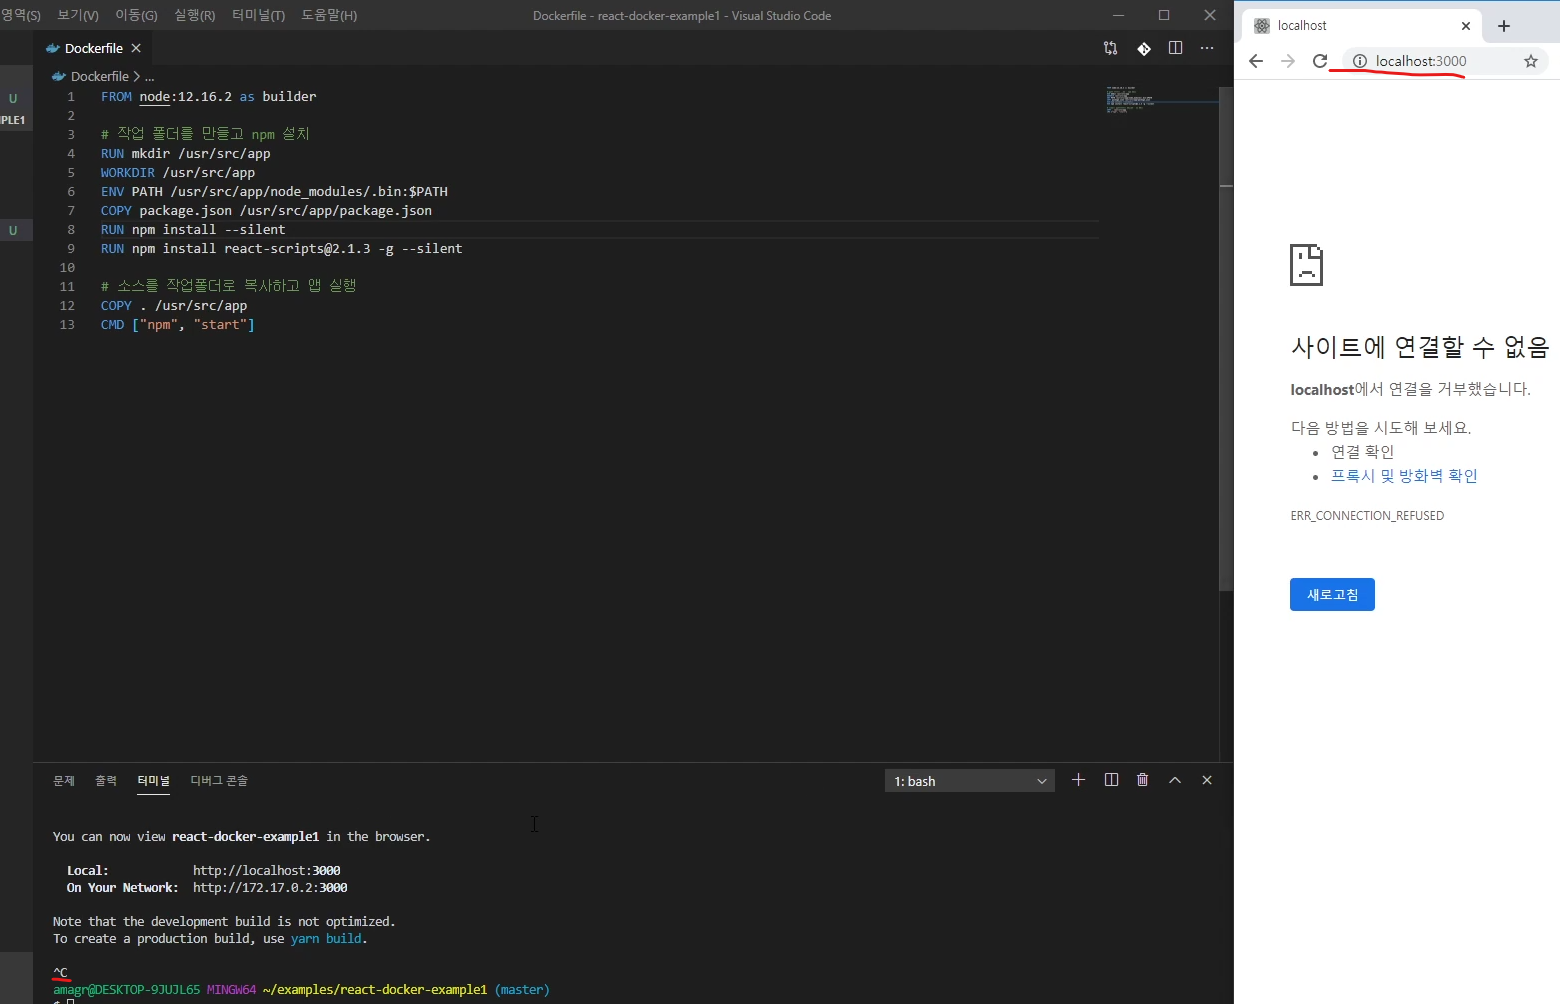 영역(S) 보기(V) 이동(G) 실행(R) 터미널(T) 도움말(H)
Dockerfile - react-docker-example1 - Visual Studio Code
Dockerfile
Dockerfile > ...
U
IPLE1
U
1 FROM node:12.16.2 as builder
2
3 # 작업 폴더를 만들고 npm 설치
4 RUN mkdir /usr/src/app
5 WORKDIR /usr/src/app
6 ENV PATH /usr/src/app/node_modules/.bin:$PATH
7 COPY package.json /usr/src/app/package.json
8 RUN npm install --silent
9 RUN npm install react-scripts@2.1.3 -g --silent
10
11 # 소스를 작업폴더로 복사하고 앱 실행
12 COPY . /usr/src/app
13 CMD ["npm", "start"]
문제 출력 터미널 디버그 콘솔
1: bash
You can now view react-docker-example1 in the browser.
Local: http://localhost:3000
On Your Network: http://172.17.0.2:3000
Note that the development build is not optimized.
To create a production build, use yarn build.
^C
amagr@DESKTOP-9JUJL65 MINGW64 ~/examples/react-docker-example1 (master)
$
localhost
localhost:3000
사이트에 연결할 수 없음
localhost에서 연결을 거부했습니다.
다음 방법을 시도해 보세요.
• 연결 확인
• 프록시 및 방화벽 확인
ERR_CONNECTION_REFUSED
새로고침